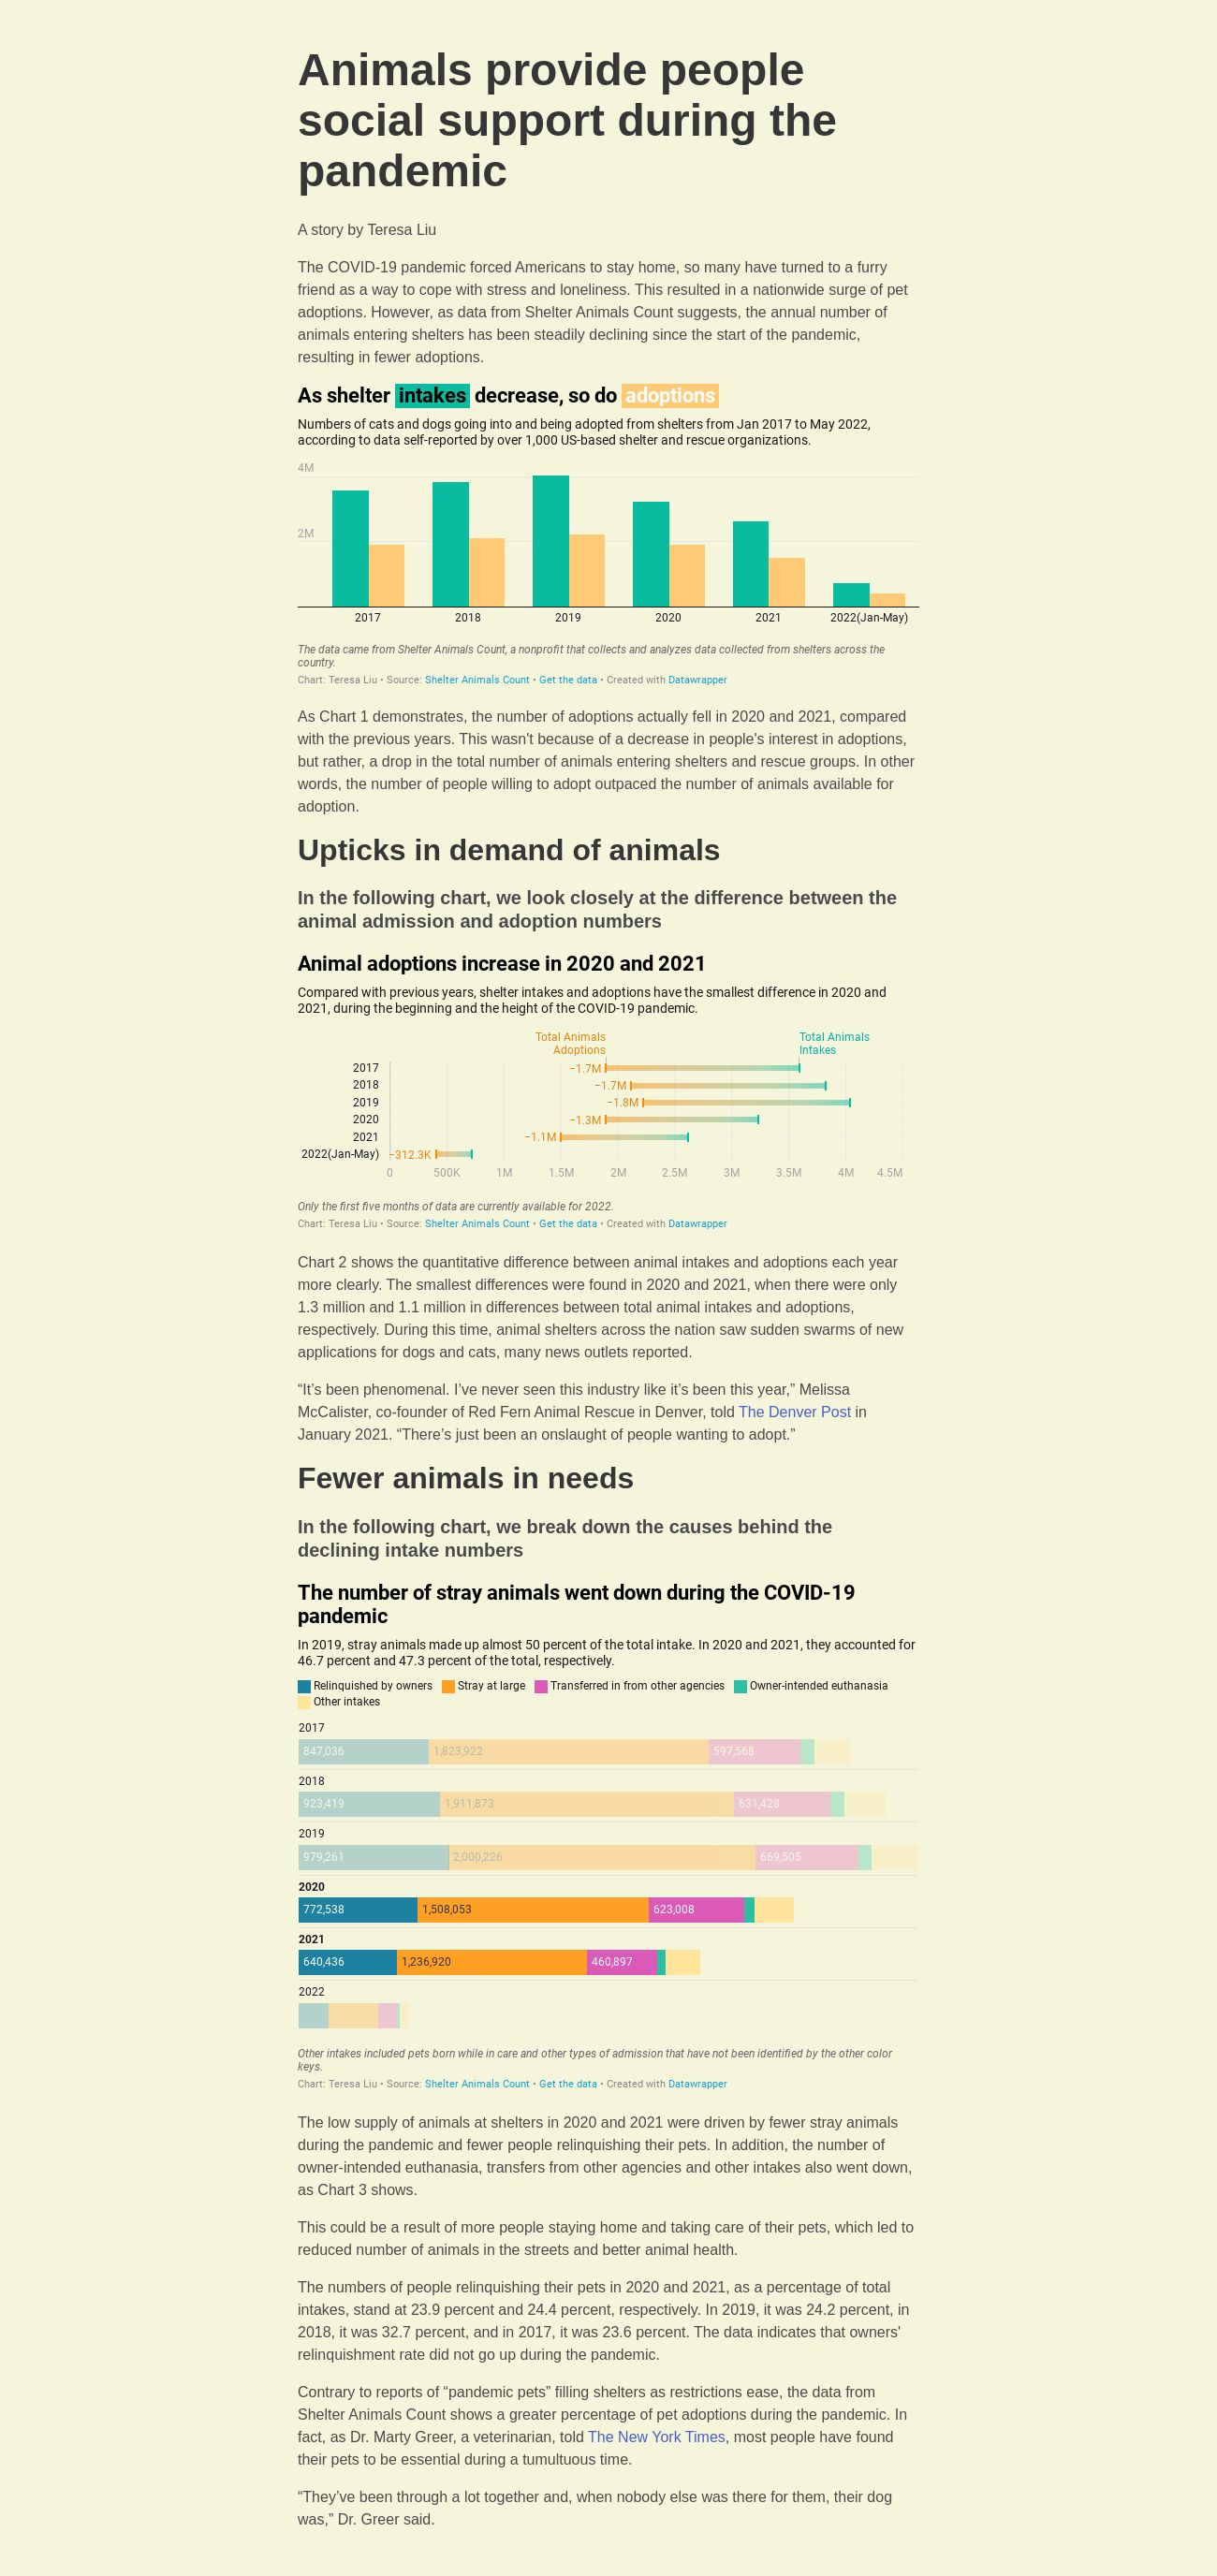 Animals provide people
social support during the
pandemic
A story by Teresa Liu
The COVID-19 pandemic forced Americans to stay home, so many have turned to a furry
friend as a way to cope with stress and loneliness. This resulted in a nationwide surge of pet
adoptions. However, as data from Shelter Animals Count suggests, the annual number of
animals entering shelters has been steadily declining since the start of the pandemic,
resulting in fewer adoptions.
As shelter intakes decrease, so do adoptions
Numbers of cats and dogs going into and being adopted from shelters from Jan 2017 to May 2022,
according to data self-reported by over 1,000 US-based shelter and rescue organizations.
4M
2M
2017 2018 2019 2020 2021 2022(Jan-May)
The data came from Shelter Animals Count, a nonprofit that collects and analyzes data collected from shelters across the
country.
Chart: Teresa Liu • Source: Shelter Animals Count • Get the data • Created with Datawrapper
As Chart 1 demonstrates, the number of adoptions actually fell in 2020 and 2021, compared
with the previous years. This wasn't because of a decrease in people's interest in adoptions,
but rather, a drop in the total number of animals entering shelters and rescue groups. In other
words, the number of people willing to adopt outpaced the number of animals available for
adoption.
Upticks in demand of animals
In the following chart, we look closely at the difference between the
animal admission and adoption numbers
Animal adoptions increase in 2020 and 2021
Compared with previous years, shelter intakes and adoptions have the smallest difference in 2020 and
2021, during the beginning and the height of the COVID-19 pandemic.
Total Animals Total Animals
Adoptions Intakes
2017 −1.7M
2018 −1.7M
2019 −1.8M
2020 −1.3M
2021 −1.1M
2022(Jan-May) −312.3K
0 500K 1M 1.5M 2M 2.5M 3M 3.5M 4M 4.5M
Only the first five months of data are currently available for 2022.
Chart: Teresa Liu • Source: Shelter Animals Count • Get the data • Created with Datawrapper
Chart 2 shows the quantitative difference between animal intakes and adoptions each year
more clearly. The smallest differences were found in 2020 and 2021, when there were only
1.3 million and 1.1 million in differences between total animal intakes and adoptions,
respectively. During this time, animal shelters across the nation saw sudden swarms of new
applications for dogs and cats, many news outlets reported.
“It’s been phenomenal. I’ve never seen this industry like it’s been this year,” Melissa
McCalister, co-founder of Red Fern Animal Rescue in Denver, told The Denver Post in
January 2021. “There’s just been an onslaught of people wanting to adopt.”
Fewer animals in needs
In the following chart, we break down the causes behind the
declining intake numbers
The number of stray animals went down during the COVID-19
pandemic
In 2019, stray animals made up almost 50 percent of the total intake. In 2020 and 2021, they accounted for
46.7 percent and 47.3 percent of the total, respectively.
Relinquished by owners Stray at large Transferred in from other agencies Owner-intended euthanasia
Other intakes
2017
847,036 1,823,922 597,568
2018
923,419 1,911,873 631,428
2019
979,261 2,000,226 669,505
2020
772,538 1,508,053 623,008
2021
640,436 1,236,920 460,897
2022
Other intakes included pets born while in care and other types of admission that have not been identified by the other color
keys.
Chart: Teresa Liu • Source: Shelter Animals Count • Get the data • Created with Datawrapper
The low supply of animals at shelters in 2020 and 2021 were driven by fewer stray animals
during the pandemic and fewer people relinquishing their pets. In addition, the number of
owner-intended euthanasia, transfers from other agencies and other intakes also went down,
as Chart 3 shows.
This could be a result of more people staying home and taking care of their pets, which led to
reduced number of animals in the streets and better animal health.
The numbers of people relinquishing their pets in 2020 and 2021, as a percentage of total
intakes, stand at 23.9 percent and 24.4 percent, respectively. In 2019, it was 24.2 percent, in
2018, it was 32.7 percent, and in 2017, it was 23.6 percent. The data indicates that owners'
relinquishment rate did not go up during the pandemic.
Contrary to reports of “pandemic pets” filling shelters as restrictions ease, the data from
Shelter Animals Count shows a greater percentage of pet adoptions during the pandemic. In
fact, as Dr. Marty Greer, a veterinarian, told The New York Times, most people have found
their pets to be essential during a tumultuous time.
“They’ve been through a lot together and, when nobody else was there for them, their dog
was,” Dr. Greer said.